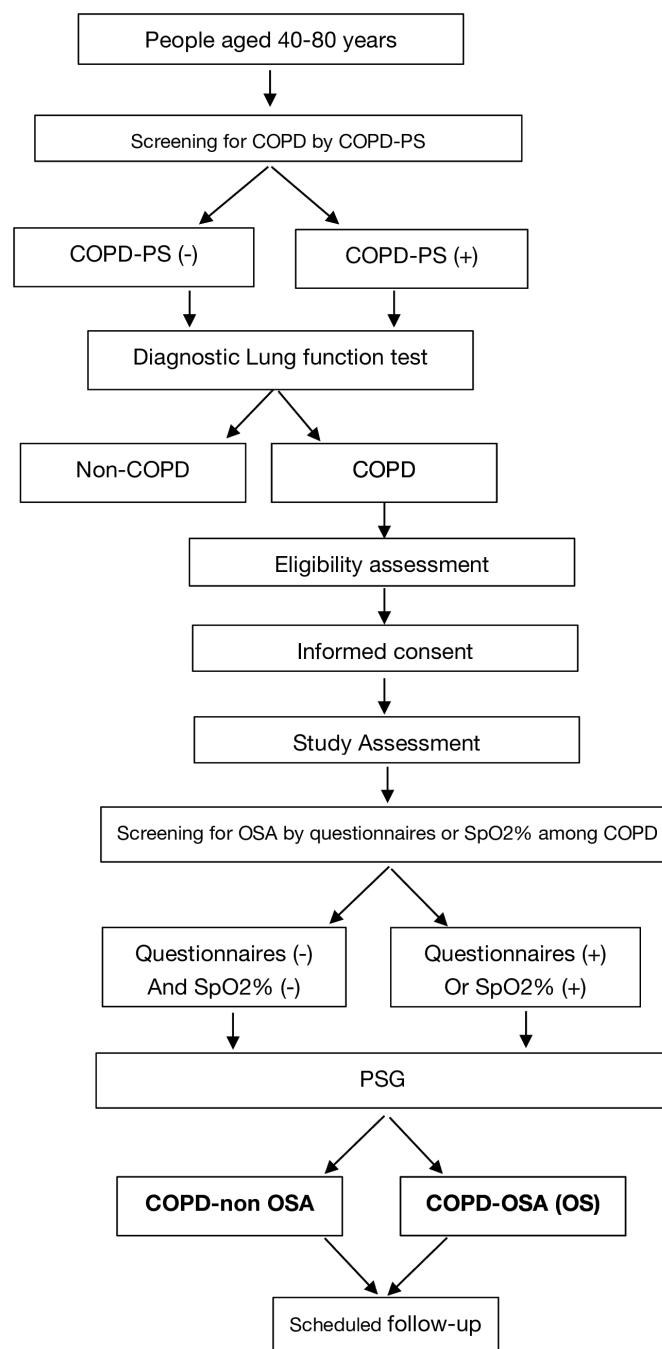 People aged 40-80 years
Screening for COPD by COPD-PS
COPD-PS (-)
COPD-PS (+)
Diagnostic Lung function test
Non-COPD
COPD
Eligibility assessment
Informed consent
Study Assessment
Screening for OSA by questionnaires or SpO2% among COPD
Questionnaires (-)
And SpO2% (-)
Questionnaires (+)
Or SpO2% (+)
PSG
COPD-non OSA
COPD-OSA (OS)
Scheduled follow-up